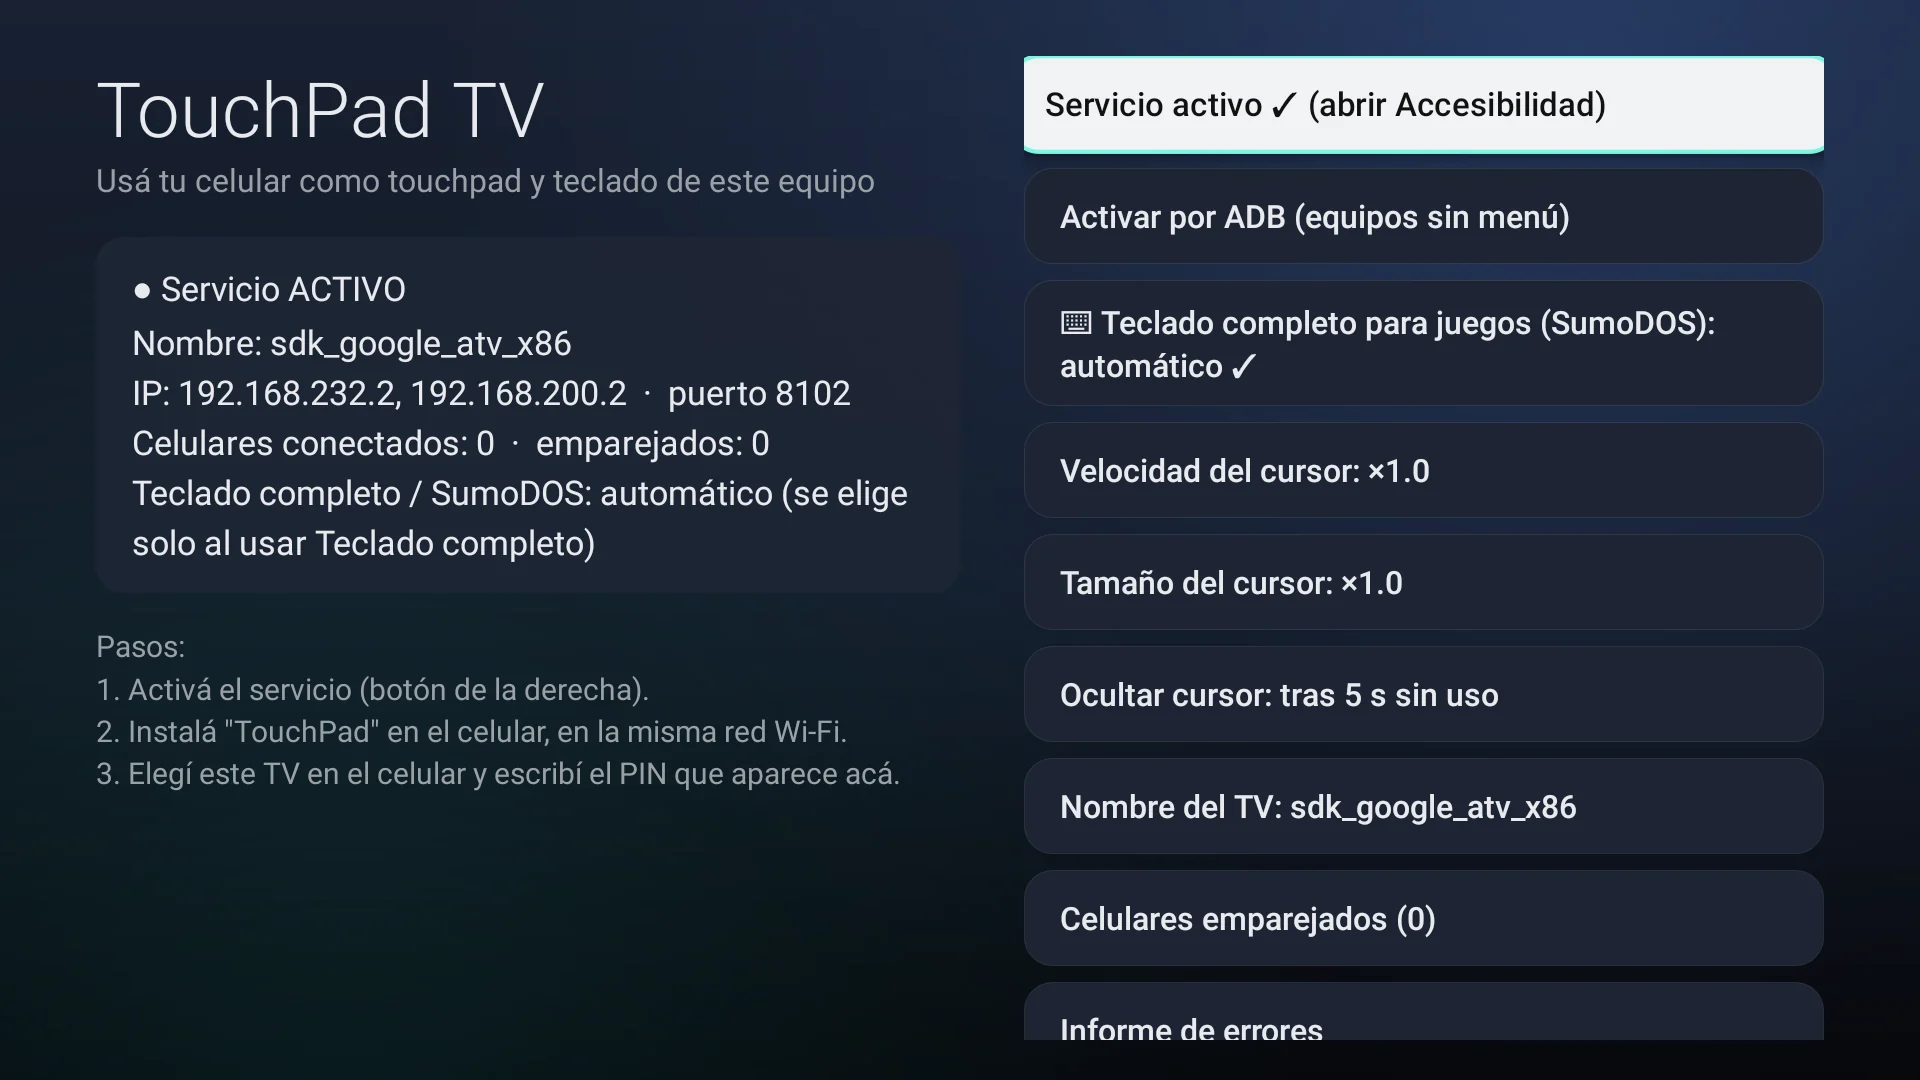 TouchPad TV
Usá tu celular como touchpad y teclado de este equipo
● Servicio ACTIVO
Nombre: sdk_google_atv_x86
IP: 192.168.232.2, 192.168.200.2 · puerto 8102
Celulares conectados: 0 · emparejados: 0
Teclado completo / SumoDOS: automático (se elige
solo al usar Teclado completo)
Pasos:
1. Activá el servicio (botón de la derecha).
2. Instalá "TouchPad" en el celular, en la misma red Wi-Fi.
3. Elegí este TV en el celular y escribí el PIN que aparece acá.
Servicio activo ✓ (abrir Accesibilidad)
Activar por ADB (equipos sin menú)
⌨ Teclado completo para juegos (SumoDOS):
automático ✓
Velocidad del cursor: ×1.0
Tamaño del cursor: ×1.0
Ocultar cursor: tras 5 s sin uso
Nombre del TV: sdk_google_atv_x86
Celulares emparejados (0)
Informe de errores